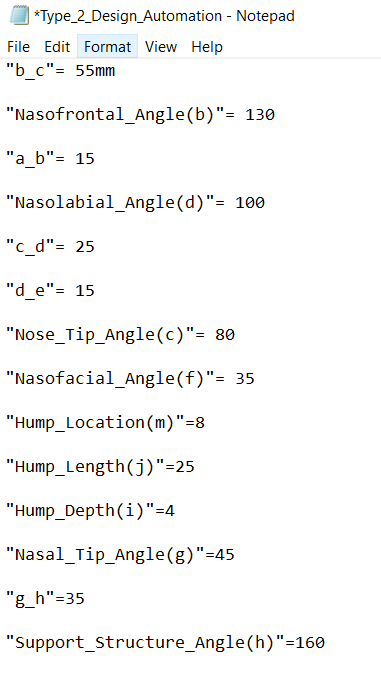 *Type_2_Design_Automation - Notepad
File Edit Format View Help
"b_c"= 55mm
"Nasofrontal_Angle(b)"= 130
"a_b"= 15
"Nasolabial_Angle(d)"= 100
"c_d"= 25
"d_e"= 15
"Nose_Tip_Angle(c)"= 80
"Nasofacial_Angle(f)"= 35
"Hump_Location(m)"=8
"Hump_Length(j)"=25
"Hump_Depth(i)"=4
"Nasal_Tip_Angle(g)"=45
"g_h"=35
"Support_Structure_Angle(h)"=160